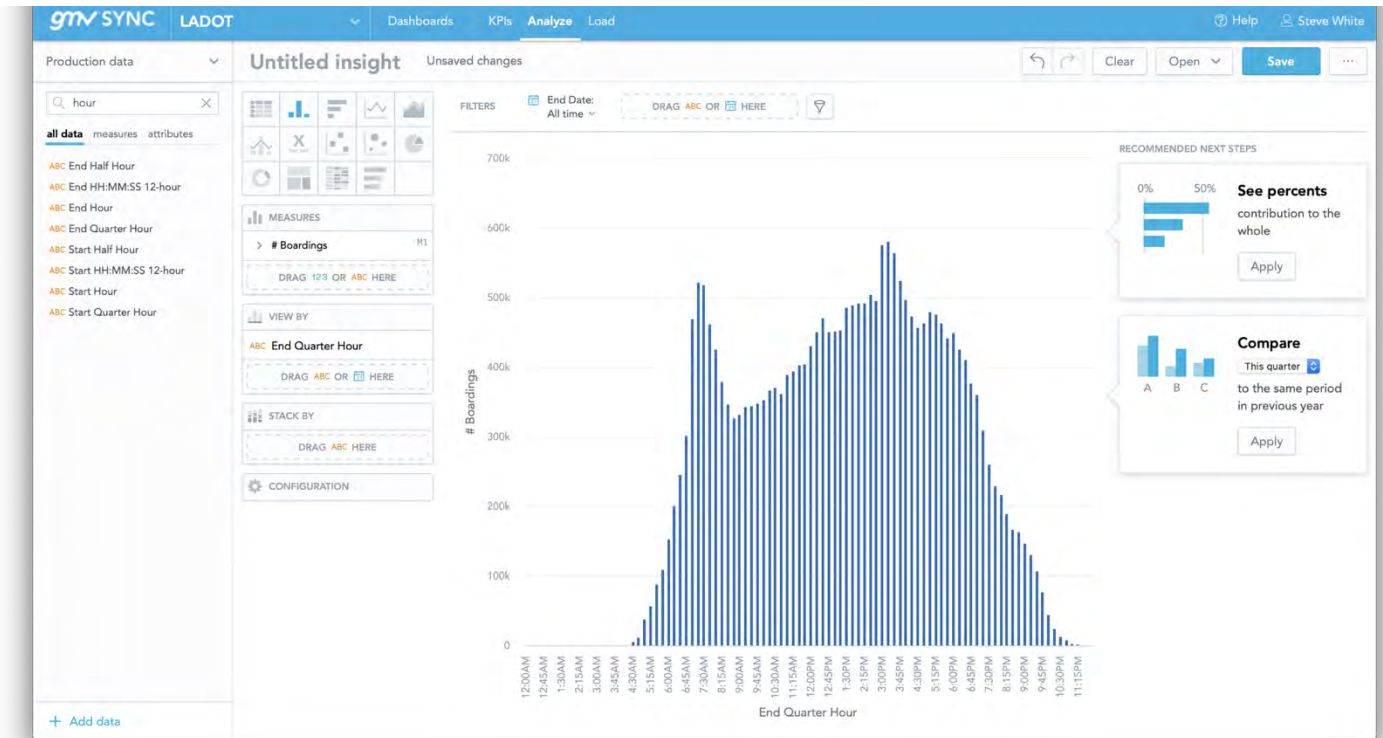 gmv SYNC LADOT Dashboards KPIs Analyze Load Help Steve White
Production data
Untitled insight Unsaved changes Clear Open Save ...
hour
all data measures attributes
ABC End Half Hour
ABC End HH:MM:SS 12-hour
ABC End Hour
ABC End Quarter Hour
ABC Start Half Hour
ABC Start HH:MM:SS 12-hour
ABC Start Hour
ABC Start Quarter Hour
+ Add data
MEASURES
# Boardings M1
DRAG 123 OR ABC HERE
VIEW BY
ABC End Quarter Hour
DRAG ABC OR HERE
STACK BY
DRAG ABC HERE
CONFIGURATION
FILTERS
End Date:
All time
DRAG ABC OR HERE
700k
600k
500k
400k
300k
200k
100k
0
# Boardings
12:00AM
12:45AM
1:30AM
2:15AM
3:00AM
3:45AM
4:30AM
5:15AM
6:00AM
6:45AM
7:30AM
8:15AM
9:00AM
9:45AM
10:30AM
11:15AM
12:00PM
12:45PM
1:30PM
2:15PM
3:00PM
3:45PM
4:30PM
5:15PM
6:00PM
6:45PM
7:30PM
8:15PM
9:00PM
9:45PM
10:30PM
11:15PM
End Quarter Hour
RECOMMENDED NEXT STEPS
0% 50%
See percents
contribution to the
whole
Apply
A B C
Compare
This quarter
to the same period
in previous year
Apply